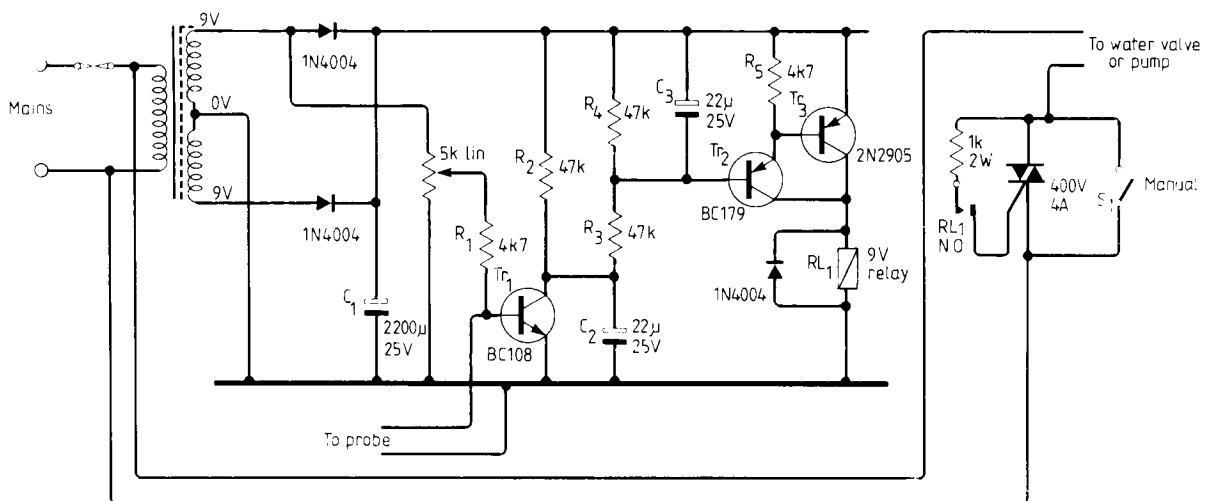 9V
1N4004
Mains
0V
9V
1N4004
C1
2200µ
25V
5k lin
R1
4k7
Tr1
BC108
R2
47k
R4
47k
R3
47k
C2
22µ
25V
C3
22µ
25V
R5
4k7
Tr2
BC179
Tr3
2N2905
1N4004
RL1
9V
relay
To water valve
or pump
1k
2W
RL1
N O
400V
4A
S1
Manual
To probe